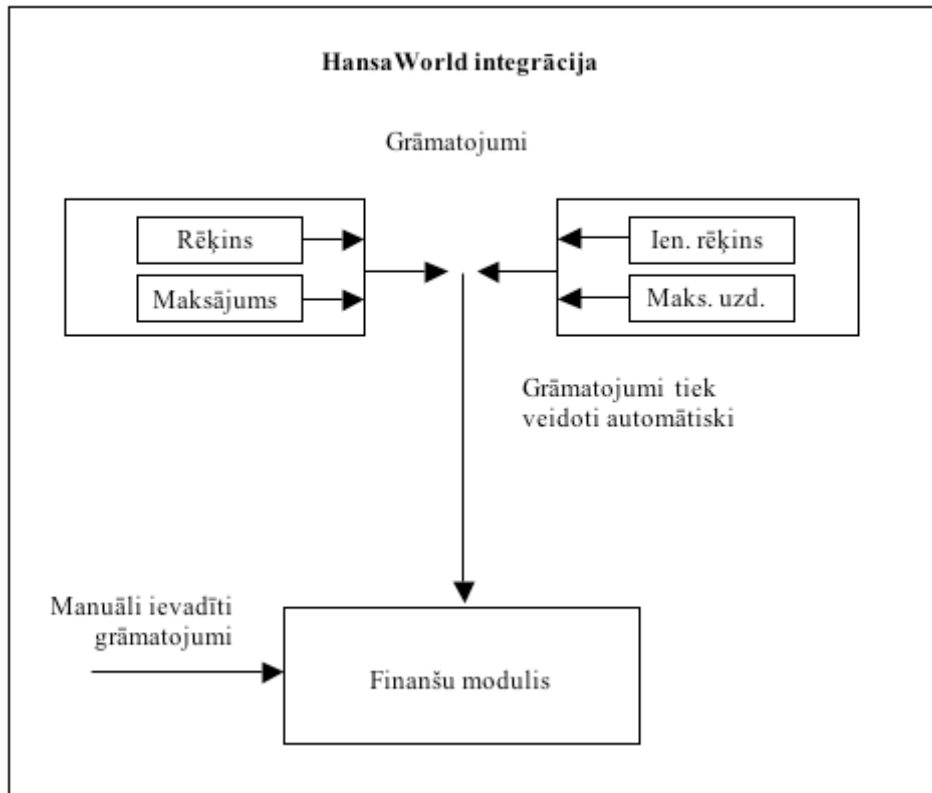 HansaWorld integrācija
Grāmatojumi
Rēķins
Maksājums
Ien. rēķins
Maks. uzd.
Grāmatojumi tiek
veidoti automātiski
Manuāli ievadīti
grāmatojumi
Finanšu modulis